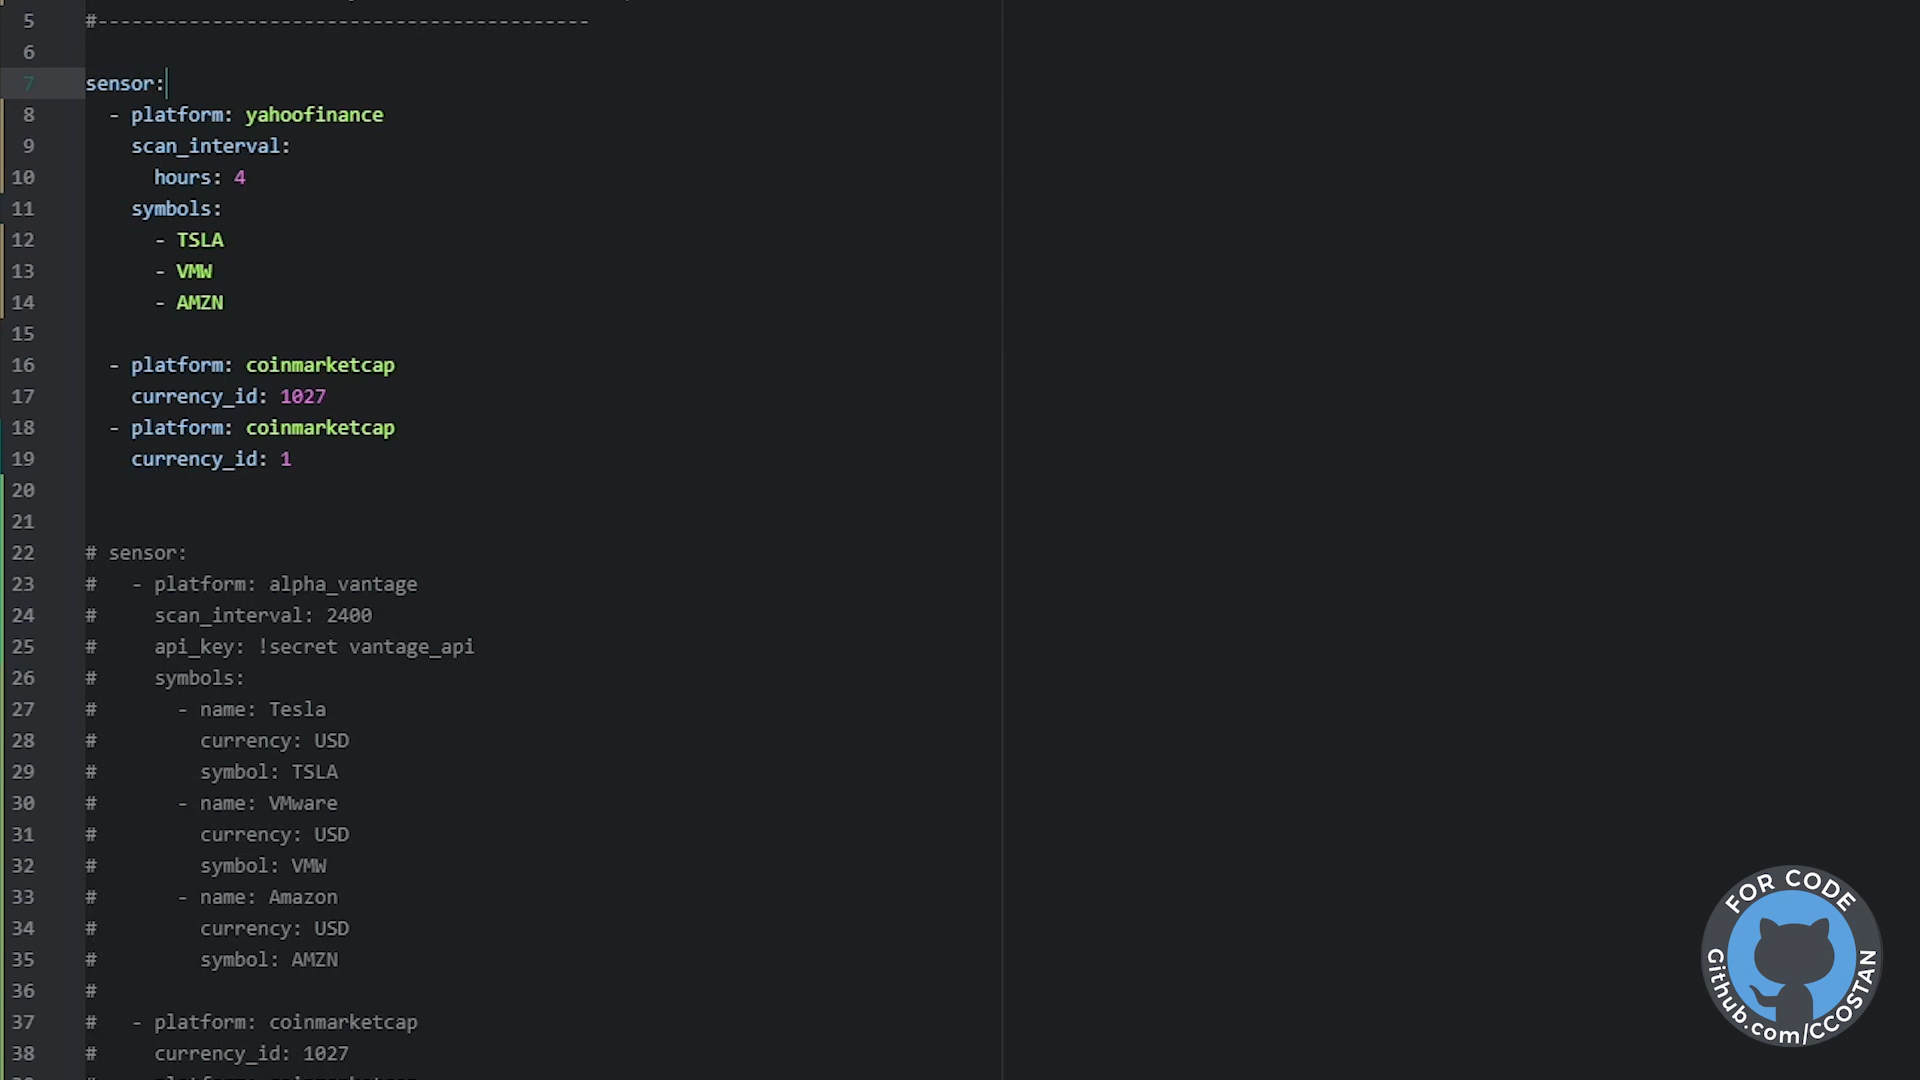 5 #-------------------------------------------
6
7 sensor:
8   - platform: yahoofinance
9     scan_interval:
10       hours: 4
11     symbols:
12       - TSLA
13       - VMW
14       - AMZN
15
16   - platform: coinmarketcap
17     currency_id: 1027
18   - platform: coinmarketcap
19     currency_id: 1
20
21
22 # sensor:
23 #   - platform: alpha_vantage
24 #     scan_interval: 2400
25 #     api_key: !secret vantage_api
26 #     symbols:
27 #       - name: Tesla
28 #         currency: USD
29 #         symbol: TSLA
30 #       - name: VMware
31 #         currency: USD
32 #         symbol: VMW
33 #       - name: Amazon
34 #         currency: USD
35 #         symbol: AMZN
36 #
37 #   - platform: coinmarketcap
38 #     currency_id: 1027
FOR CODE
Github.com/CCOSTAN